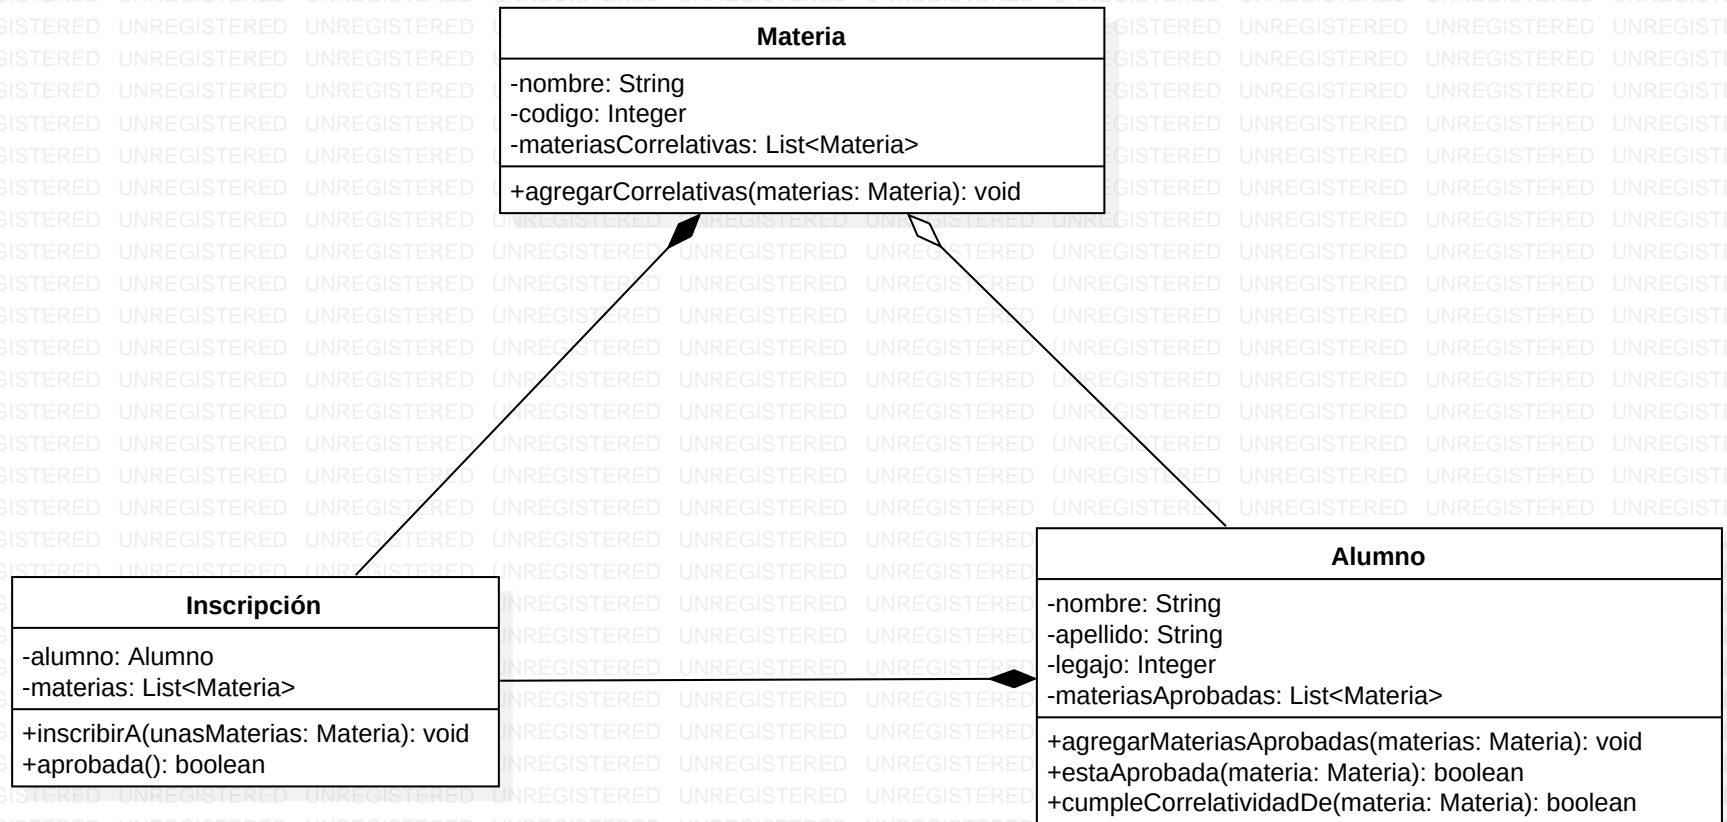 Materia
-nombre: String
-codigo: Integer
-materiasCorrelativas: List<Materia>
+agregarCorrelativas(materias: Materia): void
Inscripción
-alumno: Alumno
-materias: List<Materia>
+inscribirA(unasMaterias: Materia): void
+aprobada(): boolean
Alumno
-nombre: String
-apellido: String
-legajo: Integer
-materiasAprobadas: List<Materia>
+agregarMateriasAprobadas(materias: Materia): void
+estaAprobada(materia: Materia): boolean
+cumpleCorrelatividadDe(materia: Materia): boolean
UNREGISTERED